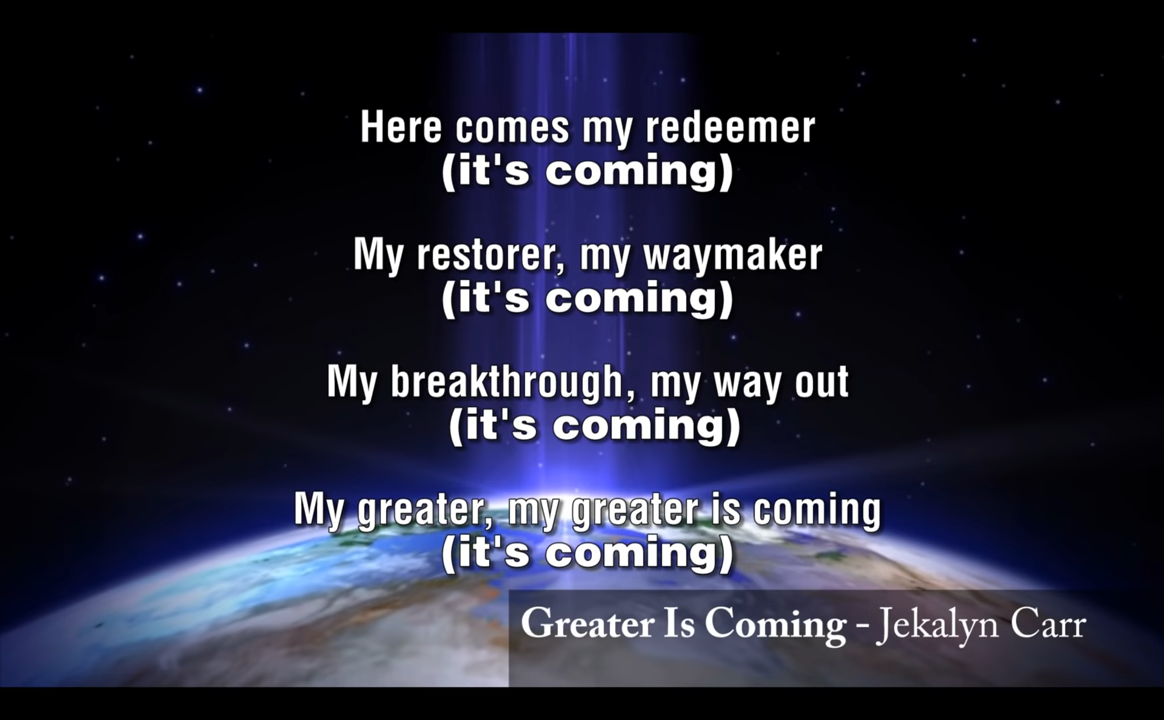 Here comes my redeemer
(it's coming)
My restorer, my waymaker
(it's coming)
My breakthrough, my way out
(it's coming)
My greater, my greater is coming
(it's coming)
Greater Is Coming - Jekalyn Carr